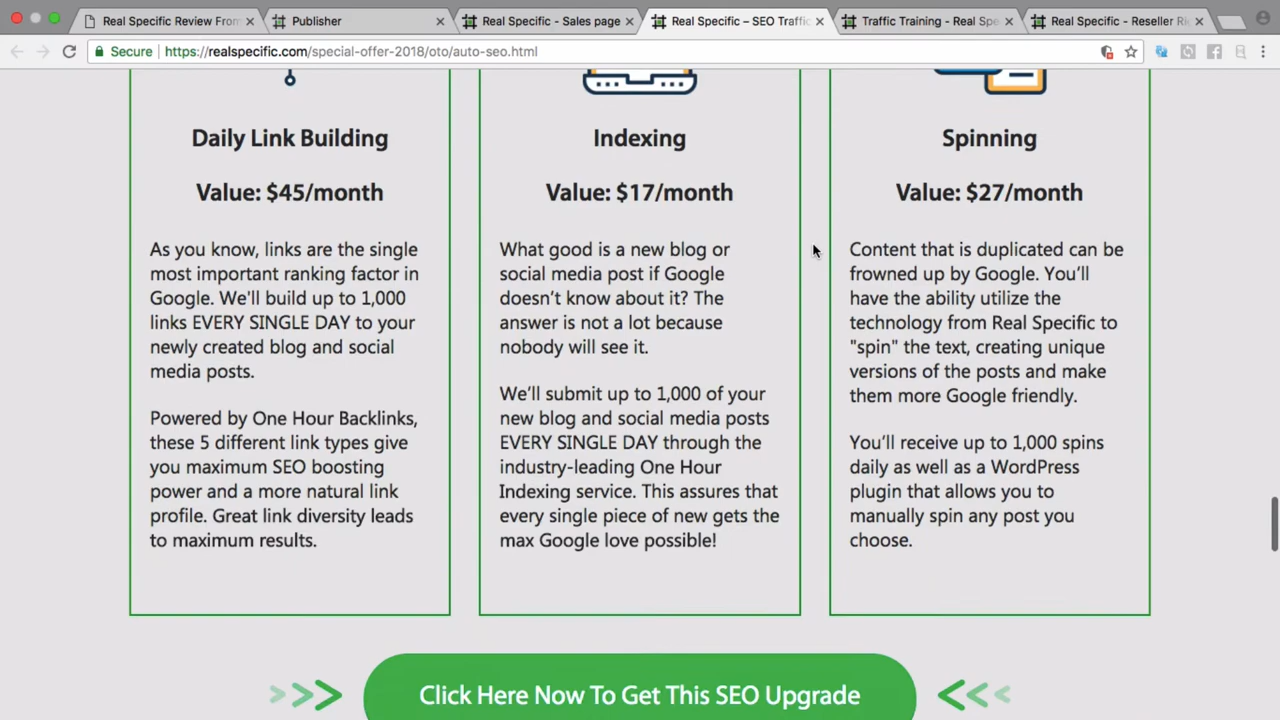 Real Specific Review From
Publisher
Real Specific - Sales page
Real Specific – SEO Traffi
Traffic Training - Real Spe
Real Specific - Reseller Ri
Secure
https://realspecific.com/special-offer-2018/oto/auto-seo.html
Daily Link Building
Value: $45/month
As you know, links are the single
most important ranking factor in
Google. We'll build up to 1,000
links EVERY SINGLE DAY to your
newly created blog and social
media posts.
Powered by One Hour Backlinks,
these 5 different link types give
you maximum SEO boosting
power and a more natural link
profile. Great link diversity leads
to maximum results.
Indexing
Value: $17/month
What good is a new blog or
social media post if Google
doesn’t know about it? The
answer is not a lot because
nobody will see it.
We’ll submit up to 1,000 of your
new blog and social media posts
EVERY SINGLE DAY through the
industry-leading One Hour
Indexing service. This assures that
every single piece of new gets the
max Google love possible!
Spinning
Value: $27/month
Content that is duplicated can be
frowned up by Google. You’ll
have the ability utilize the
technology from Real Specific to
"spin" the text, creating unique
versions of the posts and make
them more Google friendly.
You’ll receive up to 1,000 spins
daily as well as a WordPress
plugin that allows you to
manually spin any post you
choose.
Click Here Now To Get This SEO Upgrade